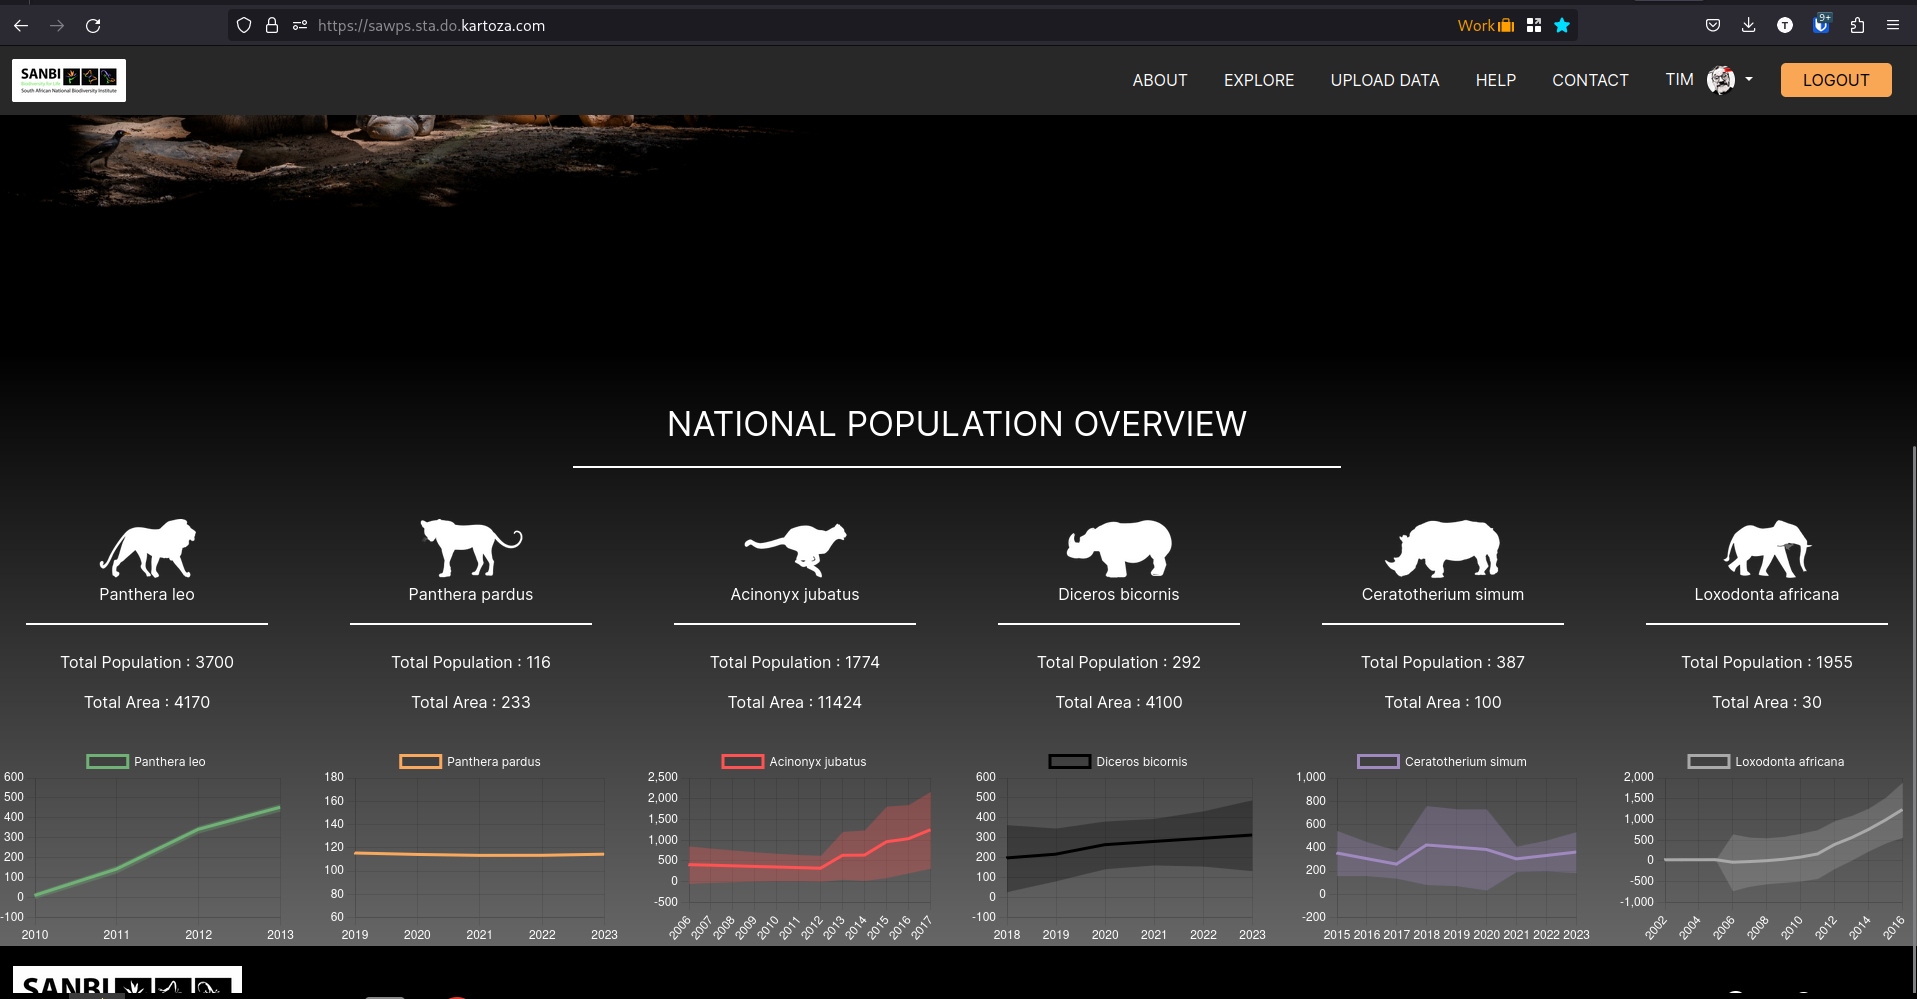 https://sawps.sta.do.kartoza.com
Work
T
9+
SANBI
Biodiversity for Life
South African National Biodiversity Institute
ABOUT EXPLORE UPLOAD DATA HELP CONTACT TIM LOGOUT
NATIONAL POPULATION OVERVIEW
Panthera leo
Total Population : 3700
Total Area : 4170
Panthera leo
600
500
400
300
200
100
0
-100
2010 2011 2012 2013
Panthera pardus
Total Population : 116
Total Area : 233
Panthera pardus
180
160
140
120
100
80
60
2019 2020 2021 2022 2023
Acinonyx jubatus
Total Population : 1774
Total Area : 11424
Acinonyx jubatus
2,500
2,000
1,500
1,000
500
0
-500
2006 2007 2008 2009 2010 2011 2012 2013 2014 2015 2016 2017
Diceros bicornis
Total Population : 292
Total Area : 4100
Diceros bicornis
600
500
400
300
200
100
0
-100
2018 2019 2020 2021 2022 2023
Ceratotherium simum
Total Population : 387
Total Area : 100
Ceratotherium simum
1,000
800
600
400
200
0
-200
2015 2016 2017 2018 2019 2020 2021 2022 2023
Loxodonta africana
Total Population : 1955
Total Area : 30
Loxodonta africana
2,000
1,500
1,000
500
0
-500
-1,000
2002 2004 2006 2008 2010 2012 2014 2016
SANBI